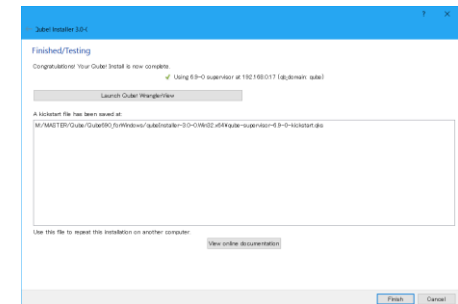 Qube! Installer 3.0-0
Finished/Testing
Congratulations! Your Qube! Install is now complete.
✓ Using 6.9-0 supervisor at 192.168.0.17 (qb_domain: qube)
Launch Qube! WranglerView
A kickstart file has been saved at:
M:/MASTER/Qube/Qube690_forWindows/qubeInstaller-3.0-0.Win32.x64¥qube-supervisor-6.9-0-kickstart.qks
Use this file to repeat this installation on another computer.
View online documentation
Finish Cancel